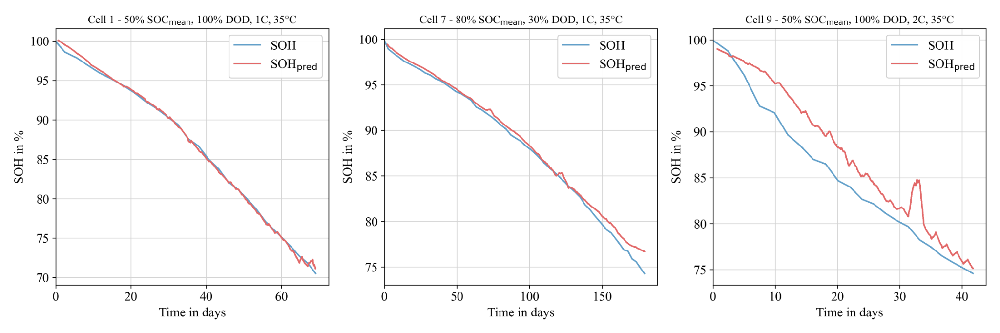 Cell 1 - 50% SOCmean, 100% DOD, 1C, 35°C
SOH
SOHpred
100
95
90
85
80
75
70
SOH in %
0 20 40 60
Time in days
Cell 7 - 80% SOCmean, 30% DOD, 1C, 35°C
SOH
SOHpred
100
95
90
85
80
75
SOH in %
0 50 100 150
Time in days
Cell 9 - 50% SOCmean, 100% DOD, 2C, 35°C
SOH
SOHpred
100
95
90
85
80
75
SOH in %
0 10 20 30 40
Time in days